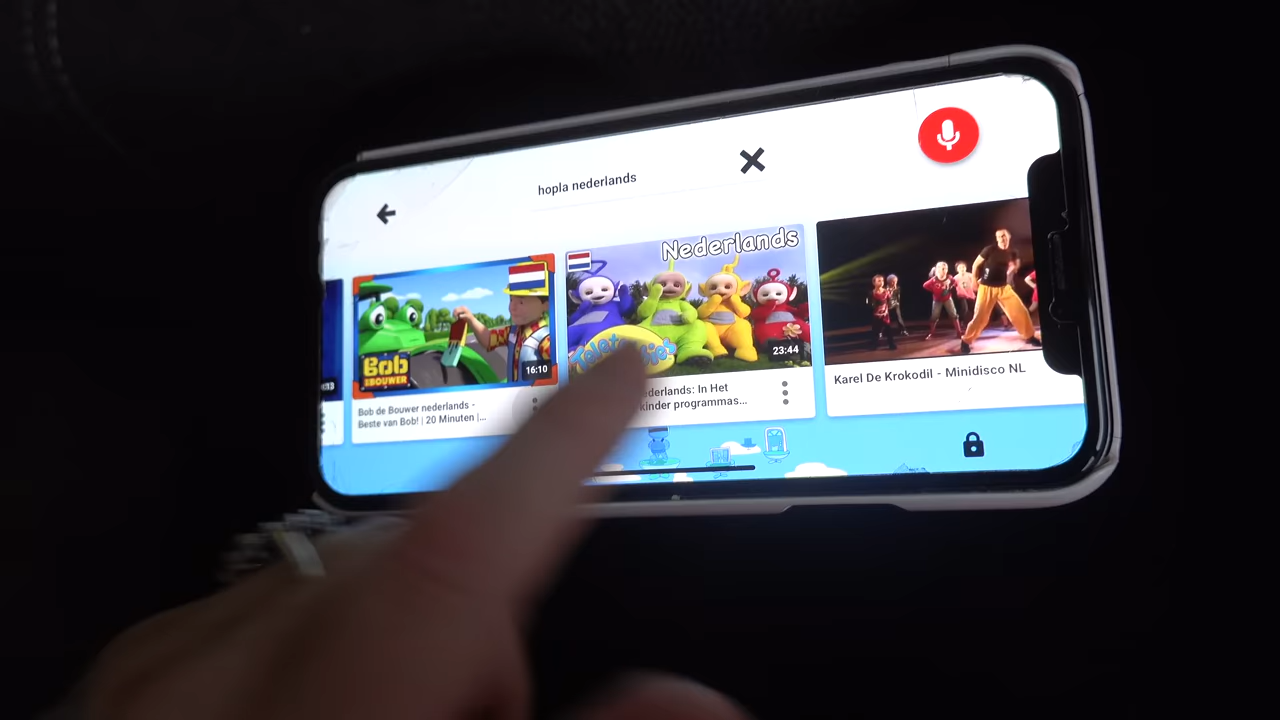 hopla nederlands
Bob
DE BOUWER
16:10
Bob de Bouwer nederlands -
Beste van Bob! | 20 Minuten |...
Nederlands
23:44
In Het
kinder programmas...
Karel De Krokodil - Minidisco NL